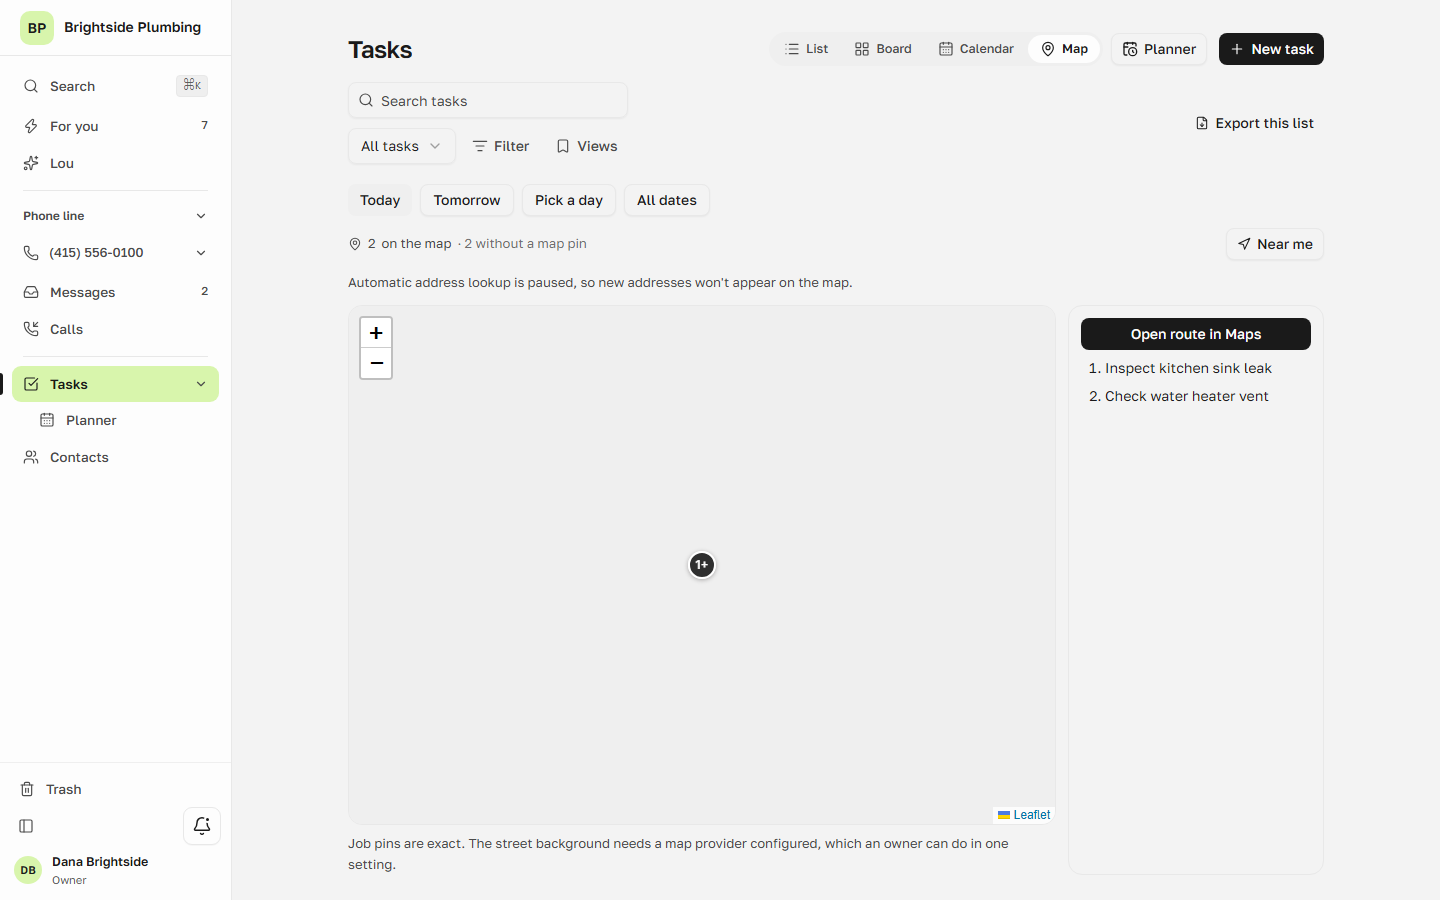 BP Brightside Plumbing
Search ⌘K
For you 7
Lou
Phone line
(415) 556-0100
Messages 2
Calls
Tasks
Planner
Contacts
Trash
DB Dana Brightside
Owner
Tasks
List Board Calendar Map Planner + New task
Search tasks
Export this list
All tasks Filter Views
Today Tomorrow Pick a day All dates
2 on the map · 2 without a map pin
Near me
Automatic address lookup is paused, so new addresses won't appear on the map.
+
−
1+
Leaflet
Job pins are exact. The street background needs a map provider configured, which an owner can do in one
setting.
Open route in Maps
1. Inspect kitchen sink leak
2. Check water heater vent